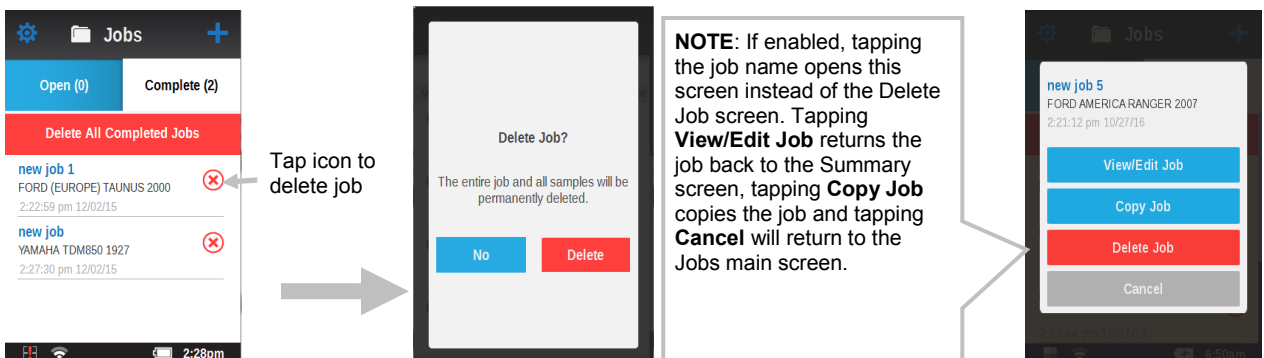 Jobs
Open (0)
Complete (2)
Delete All Completed Jobs
new job 1
FORD (EUROPE) TAUNUS 2000
2:22:59 pm 12/02/15
new job
YAMAHA TDM850 1927
2:27:30 pm 12/02/15
2:28pm
Tap icon to
delete job
Delete Job?
The entire job and all samples will be
permanently deleted.
No
Delete
NOTE: If enabled, tapping
the job name opens this
screen instead of the Delete
Job screen. Tapping
View/Edit Job returns the
job back to the Summary
screen, tapping Copy Job
copies the job and tapping
Cancel will return to the
Jobs main screen.
Jobs
new job 5
FORD AMERICA RANGER 2007
2:21:12 pm 10/27/16
View/Edit Job
Copy Job
Delete Job
Cancel
6:50am